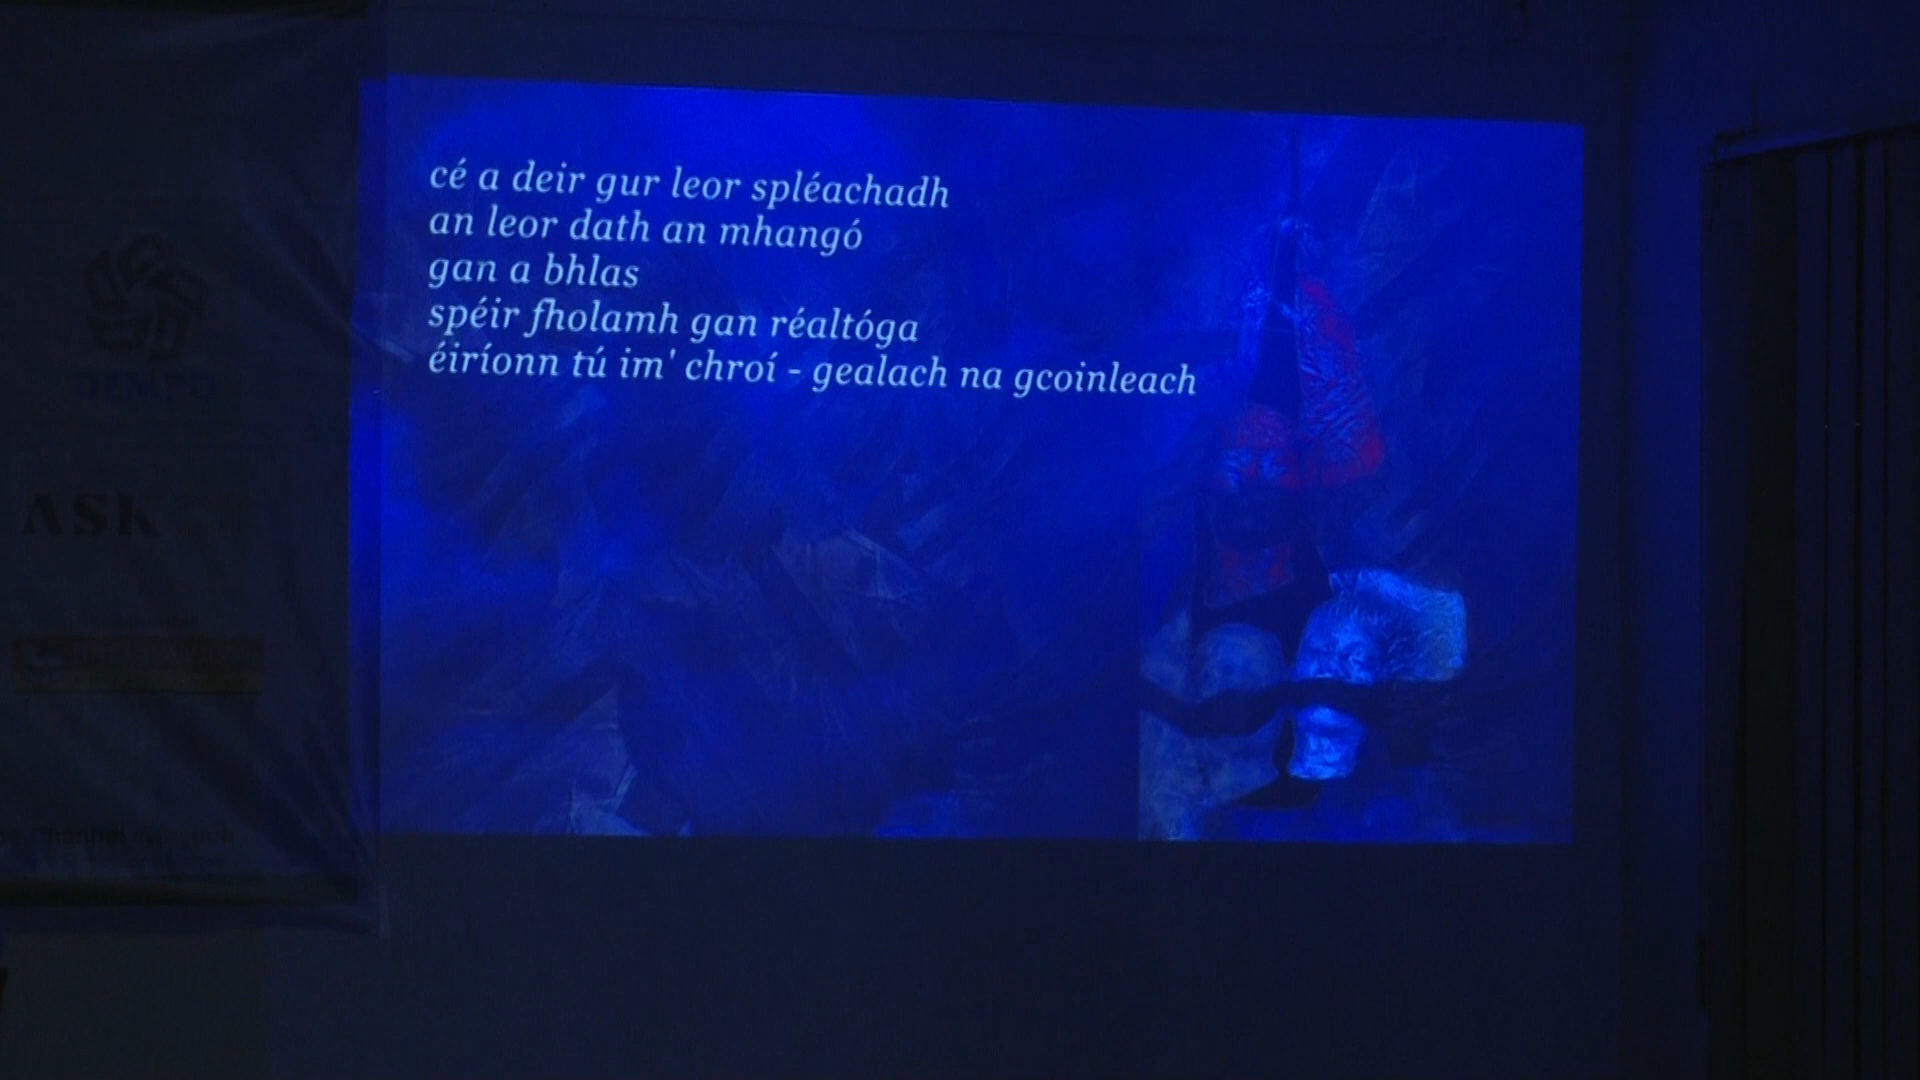 cé a deir gur leor spléachadh
an leor dath an mhangó
gan a bhlas
spéir fholamh gan réaltóga
éiríonn tú im' chroí - gealach na gcoinleach
DEMPO
ASK